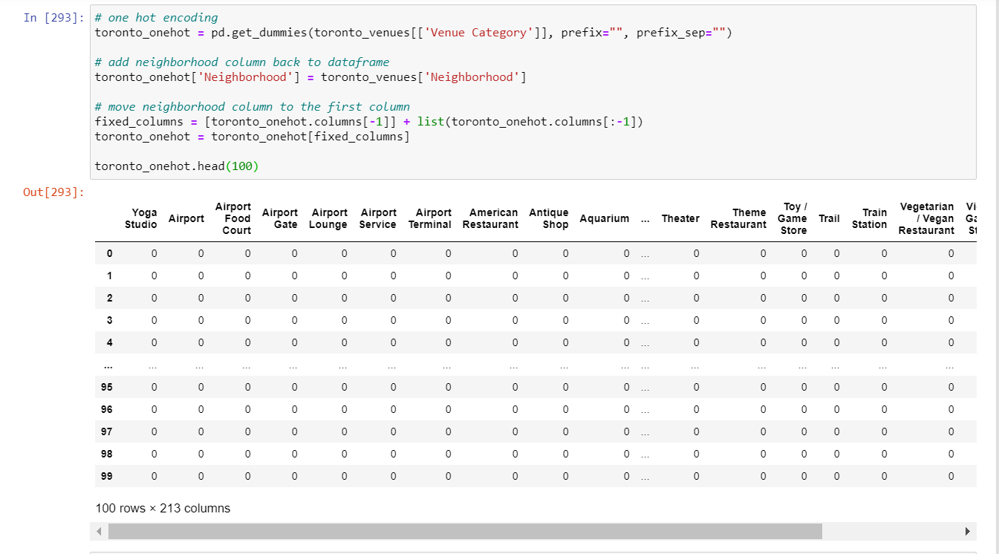 In [293]: # one hot encoding
toronto_onehot = pd.get_dummies(toronto_venues[['Venue Category']], prefix="", prefix_sep="")
# add neighborhood column back to dataframe
toronto_onehot['Neighborhood'] = toronto_venues['Neighborhood']
# move neighborhood column to the first column
fixed_columns = [toronto_onehot.columns[-1]] + list(toronto_onehot.columns[:-1])
toronto_onehot = toronto_onehot[fixed_columns]
toronto_onehot.head(100)
Out[293]:
Yoga Studio Airport Airport Food Court Airport Gate Airport Lounge Airport Service Airport Terminal American Restaurant Antique Shop Aquarium ... Theater Theme Restaurant Toy / Game Store Trail Train Station Vegetarian / Vegan Restaurant
0 0 0 0 0 0 0 0 0 0 0 ... 0 0 0 0 0 0
1 0 0 0 0 0 0 0 0 0 0 ... 0 0 0 0 0 0
2 0 0 0 0 0 0 0 0 0 0 ... 0 0 0 0 0 0
3 0 0 0 0 0 0 0 0 0 0 ... 0 0 0 0 0 0
4 0 0 0 0 0 0 0 0 0 0 ... 0 0 0 0 0 0
... ... ... ... ... ... ... ... ... ... ... ... ... ... ... ... ... ...
95 0 0 0 0 0 0 0 0 0 0 ... 0 0 0 0 0 0
96 0 0 0 0 0 0 0 0 0 0 ... 0 0 0 0 0 0
97 0 0 0 0 0 0 0 0 0 0 ... 0 0 0 0 0 0
98 0 0 0 0 0 0 0 0 0 0 ... 0 0 0 0 0 0
99 0 0 0 0 0 0 0 0 0 0 ... 0 0 0 0 0 0
100 rows × 213 columns